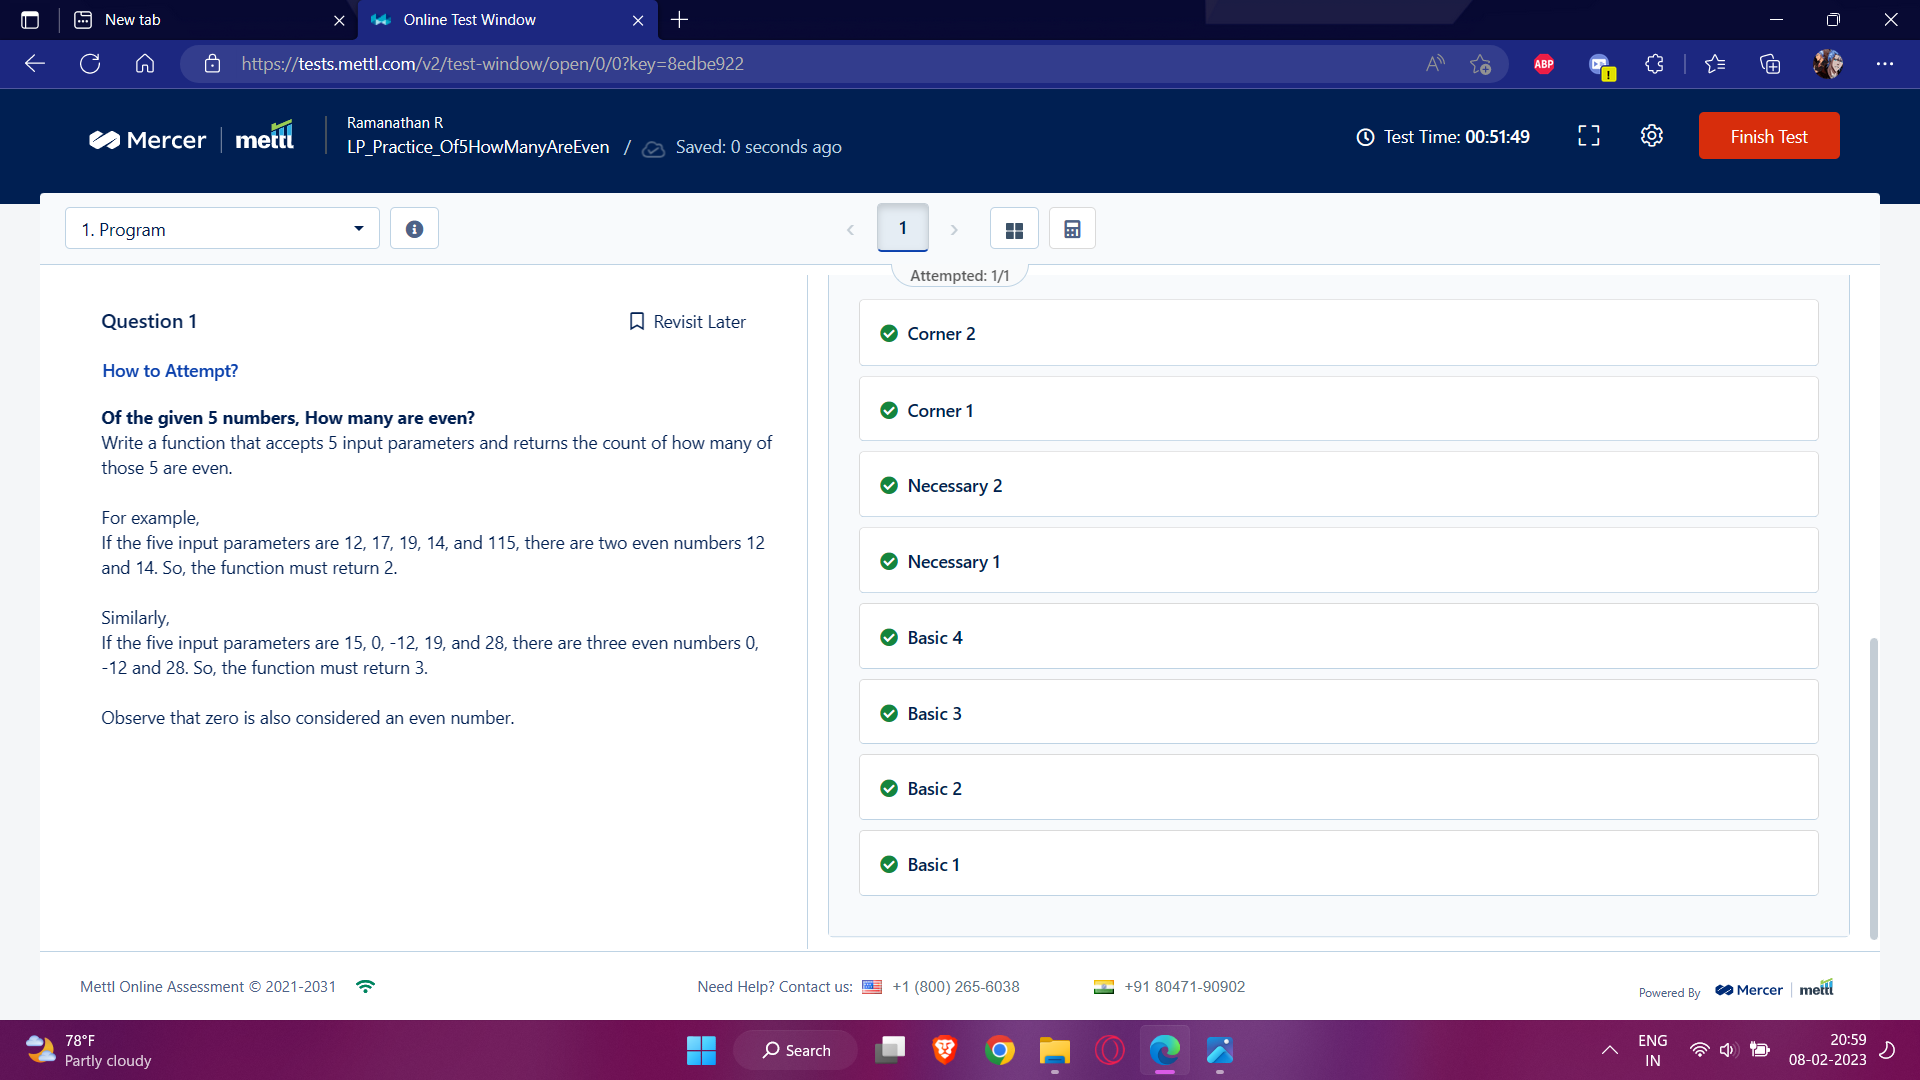 New tab
Online Test Window
https://tests.mettl.com/v2/test-window/open/0/0?key=8edbe922
ABP
Mercer
mettl
Ramanathan R
LP_Practice_Of5HowManyAreEven / Saved: 0 seconds ago
Test Time: 00:51:49
Finish Test
1. Program
1
Attempted: 1/1
Question 1
Revisit Later
How to Attempt?
Of the given 5 numbers, How many are even?
Write a function that accepts 5 input parameters and returns the count of how many of
those 5 are even.
For example,
If the five input parameters are 12, 17, 19, 14, and 115, there are two even numbers 12
and 14. So, the function must return 2.
Similarly,
If the five input parameters are 15, 0, -12, 19, and 28, there are three even numbers 0,
-12 and 28. So, the function must return 3.
Observe that zero is also considered an even number.
Corner 2
Corner 1
Necessary 2
Necessary 1
Basic 4
Basic 3
Basic 2
Basic 1
Mettl Online Assessment © 2021-2031
Need Help? Contact us: +1 (800) 265-6038
+91 80471-90902
Powered By Mercer mettl
78°F
Partly cloudy
Search
ENG
IN
20:59
08-02-2023